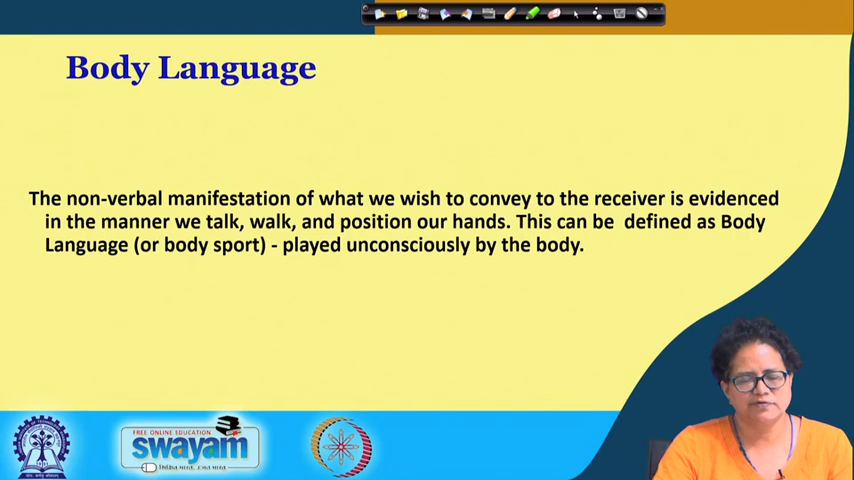 Body Language
The non-verbal manifestation of what we wish to convey to the receiver is evidenced
in the manner we talk, walk, and position our hands. This can be defined as Body
Language (or body sport) - played unconsciously by the body.
FREE ONLINE EDUCATION
swayam